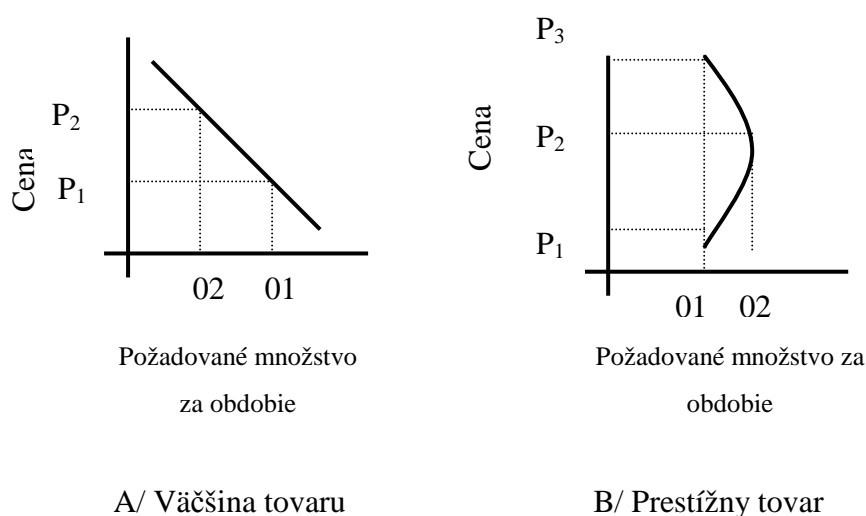 Cena
P2
P1
02 01
Požadované množstvo
za obdobie
A/ Väčšina tovaru
P3
Cena
P2
P1
01 02
Požadované množstvo za
obdobie
B/ Prestížny tovar